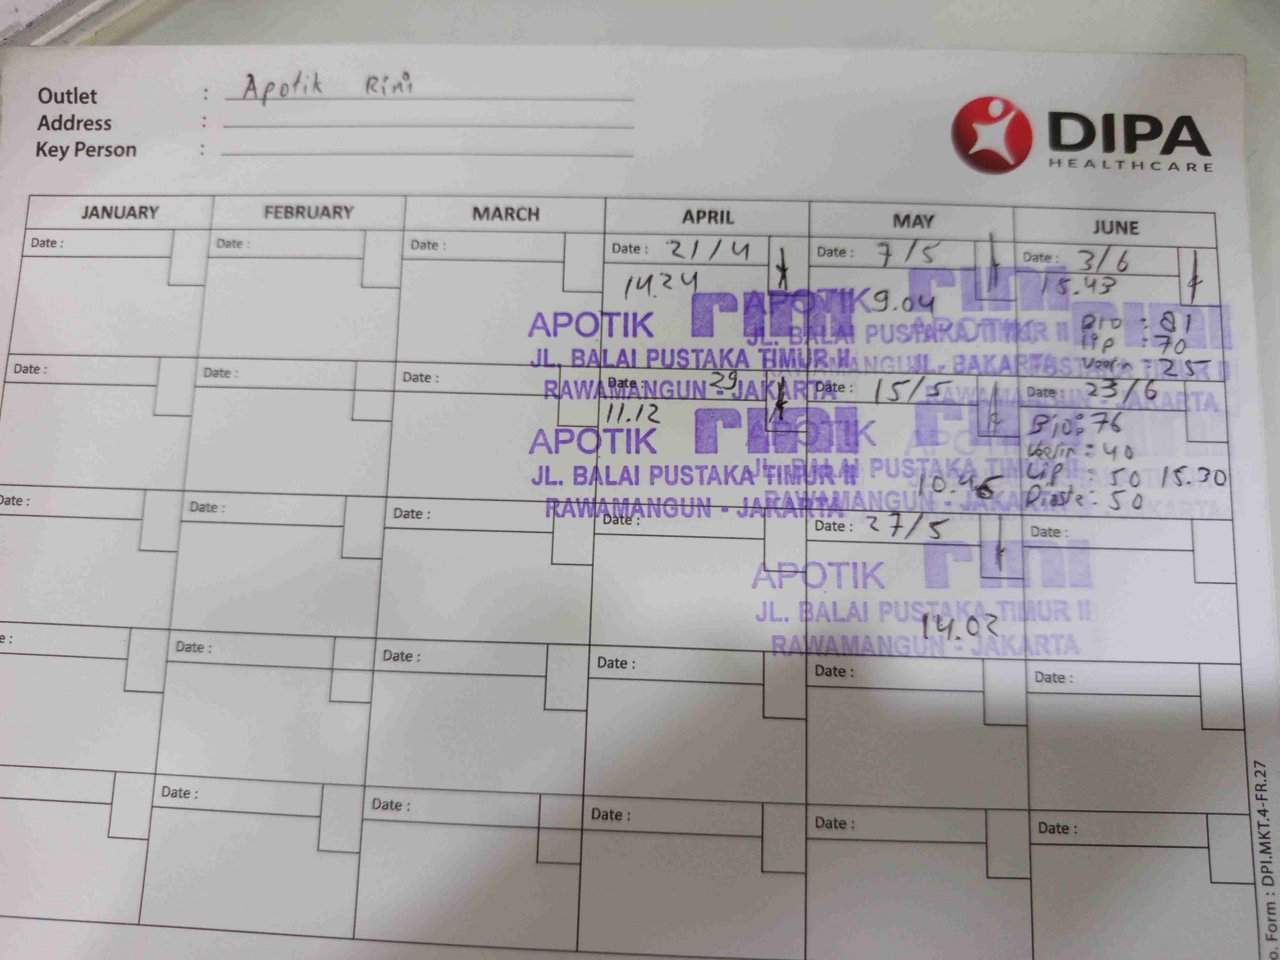 Outlet : Apotik Rini
Address :
Key Person :
DIPA
HEALTHCARE
JANUARY FEBRUARY MARCH APRIL MAY JUNE
Date : Date : Date : Date : 21/4 Date : 7/5 Date : 3/6
14.24 9.04 15.43
APOTIK rini
JL. BALAI PUSTAKA TIMUR II
RAWAMANGUN - JAKARTA
Bio : 81
Lip : 70
Veslin : 25
Date : Date : Date : Date : 29 Date : 15/5 Date : 23/6
11.12 10.46
APOTIK rini
JL. BALAI PUSTAKA TIMUR II
RAWAMANGUN - JAKARTA
Bio : 76
Veslin : 40
Lip : 50 15.30
: 50
Date : Date : Date : Date : Date : 27/5 Date :
APOTIK rini
JL. BALAI PUSTAKA TIMUR II
RAWAMANGUN - JAKARTA
14.02
e : Date : Date : Date : Date : Date :
Date : Date : Date : Date : Date :
o. Form : DPI.MKT.4-FR.27